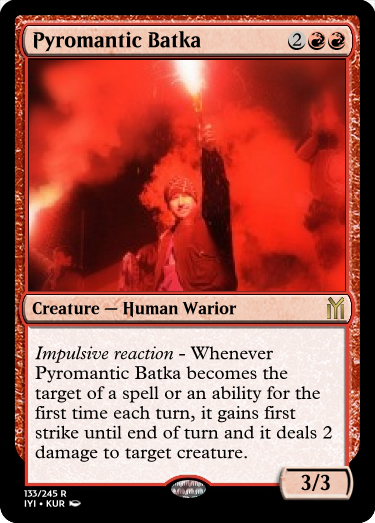 Pyromantic Batka 2
Creature — Human Warior
Impulsive reaction - Whenever
Pyromantic Batka becomes the
target of a spell or an ability for the
first time each turn, it gains first
strike until end of turn and it deals 2
damage to target creature.
3/3
133/245 R
IYI • KUR